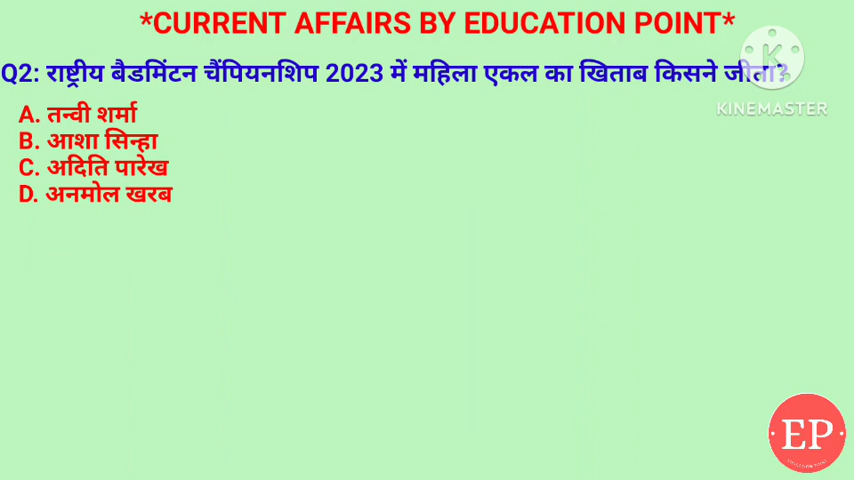 *CURRENT AFFAIRS BY EDUCATION POINT*
Q2: राष्ट्रीय बैडमिंटन चैंपियनशिप 2023 में महिला एकल का खिताब किसने जीता?
K
KINEMASTER
A. तन्वी शर्मा
B. आशा सिन्हा
C. अदिति पारेख
D. अनमोल खरब
EP